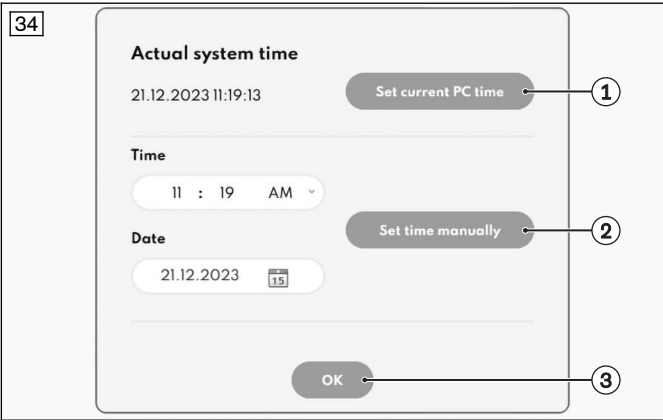 34
Actual system time
21.12.2023 11:19:13
Set current PC time
1
Time
11 : 19 AM
Set time manually
2
Date
21.12.2023
15
OK
3